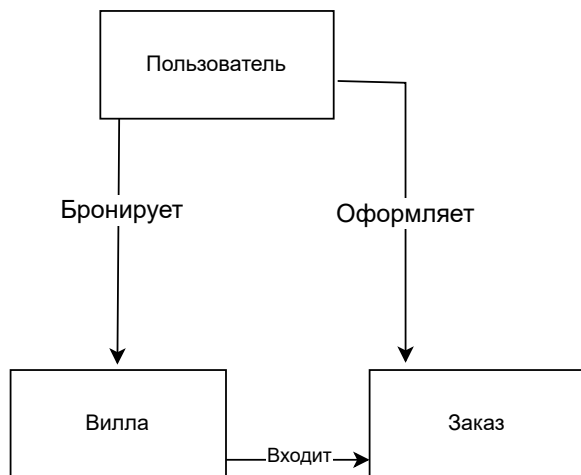 Пользователь
Бронирует
Оформляет
Вилла
Входит
Заказ